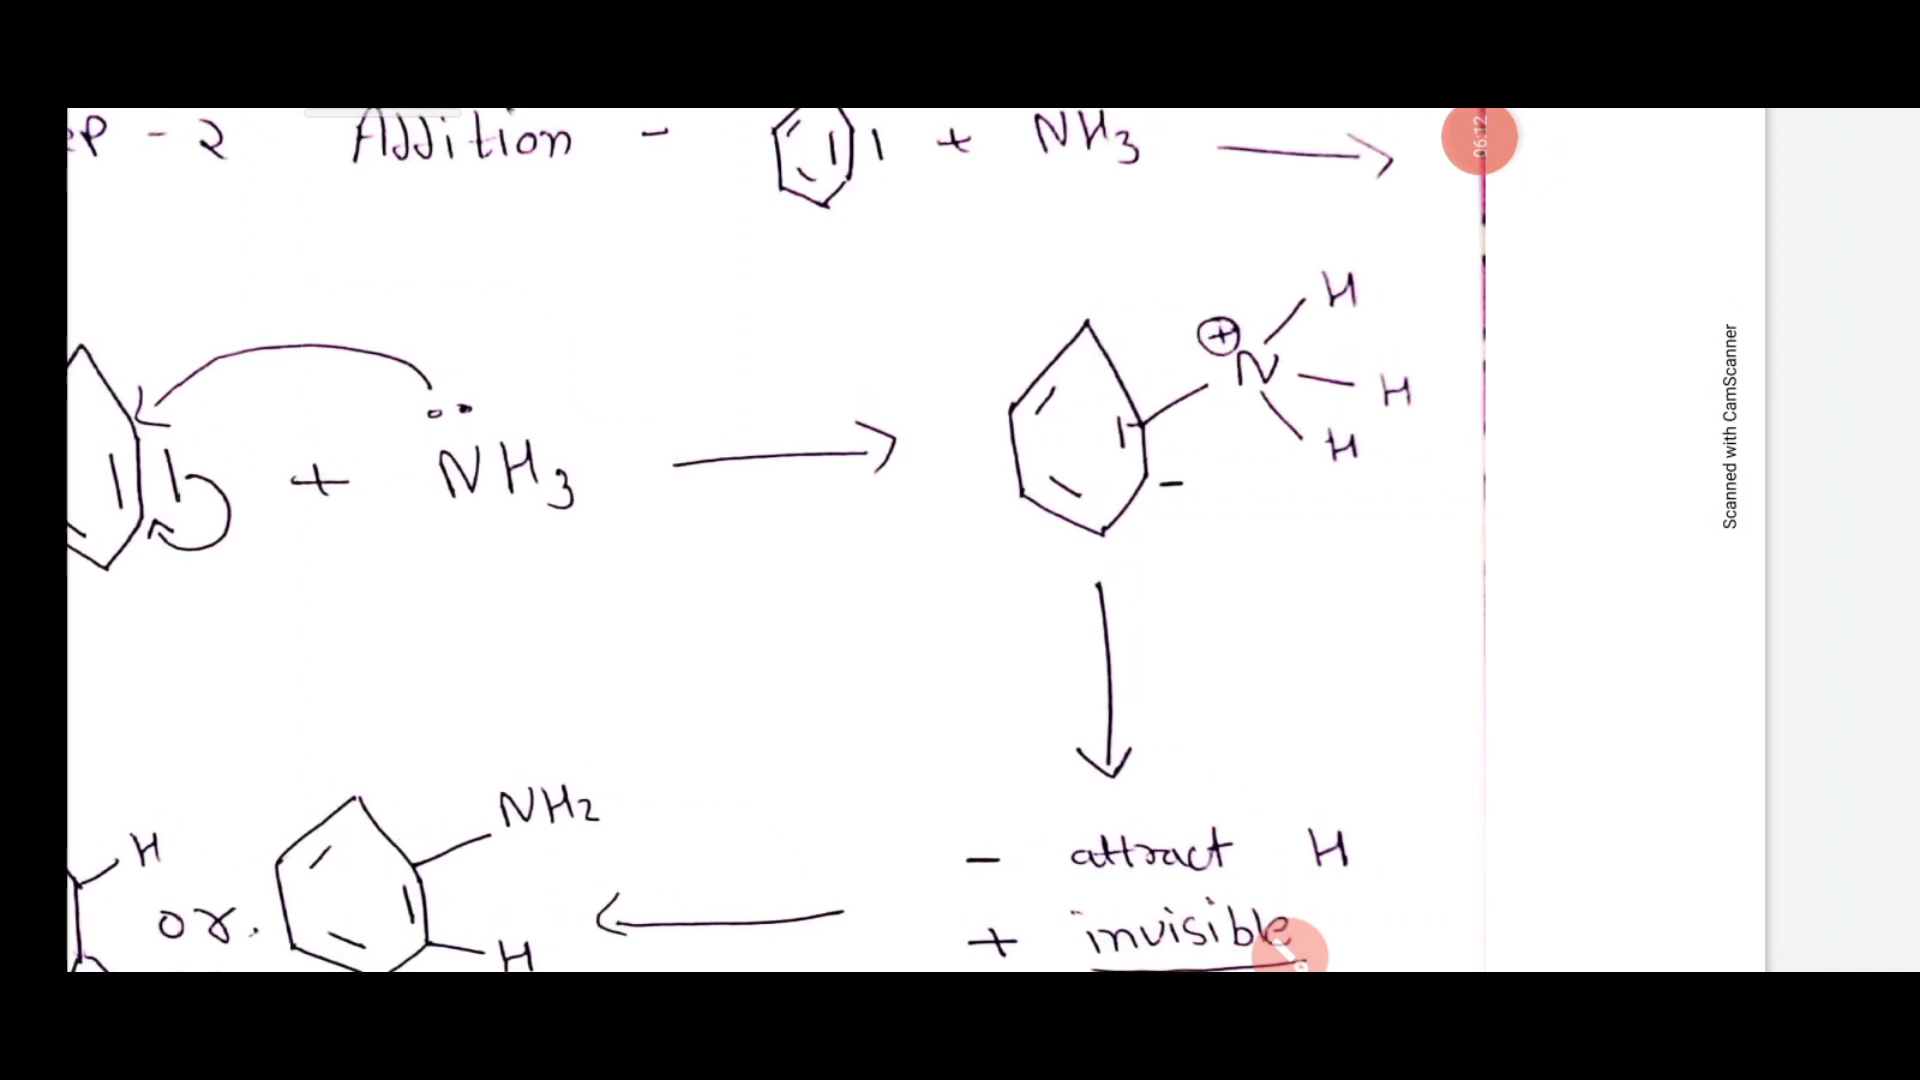 eP - 2 Addition - + NH3
06:12
H
+
N
H
H
+ NH3
-
Scanned with CamScanner
NH2
H
- attract H
or.
+ invisible
H